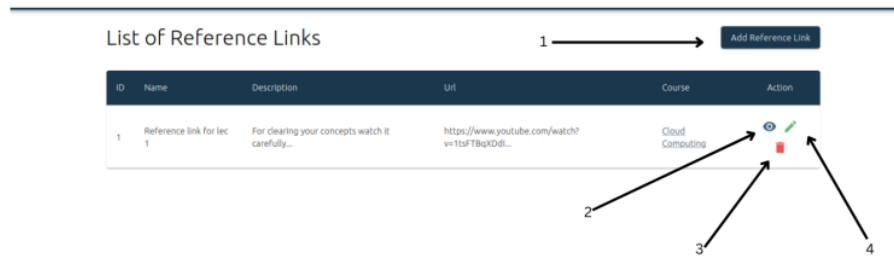 List of Reference Links
1
Add Reference Link
ID Name Description Url Course Action
1
Reference link for lec
1
For clearing your concepts watch it
carefully...
https://www.youtube.com/watch?
v=1tsFTBqXDdI...
Cloud
Computing
2
3
4